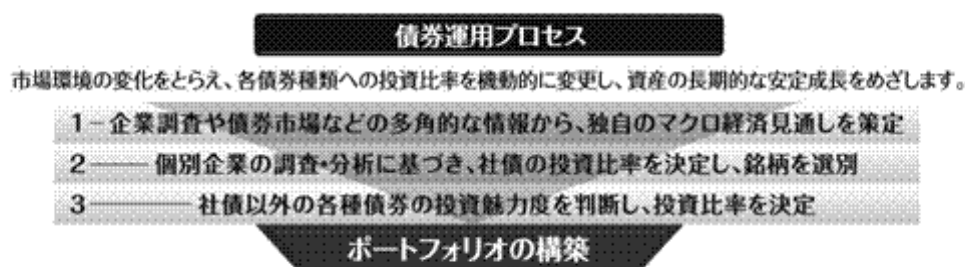 債券運用プロセス
市場環境の変化をとらえ、各債券種類への投資比率を機動的に変更し、資産の長期的な安定成長をめざします。
1－企業調査や債券市場などの多角的な情報から、独自のマクロ経済見通しを策定
2――個別企業の調査・分析に基づき、社債の投資比率を決定し、銘柄を選別
3―――社債以外の各種債券の投資魅力度を判断し、投資比率を決定
ポートフォリオの構築